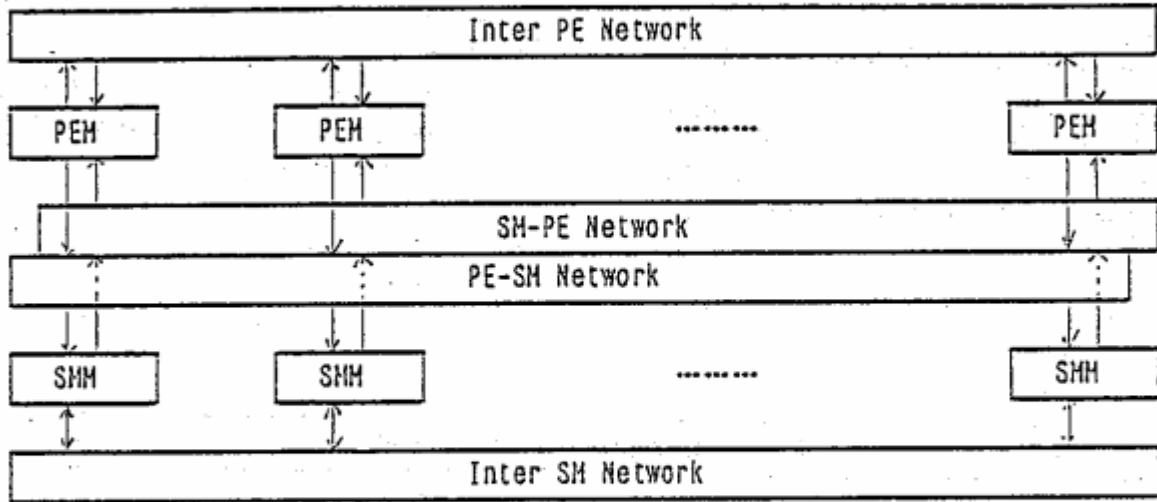 Inter PE Network
PEM PEM ......... PEM
SM-PE Network
PE-SM Network
SMM SMM ......... SMM
Inter SM Network